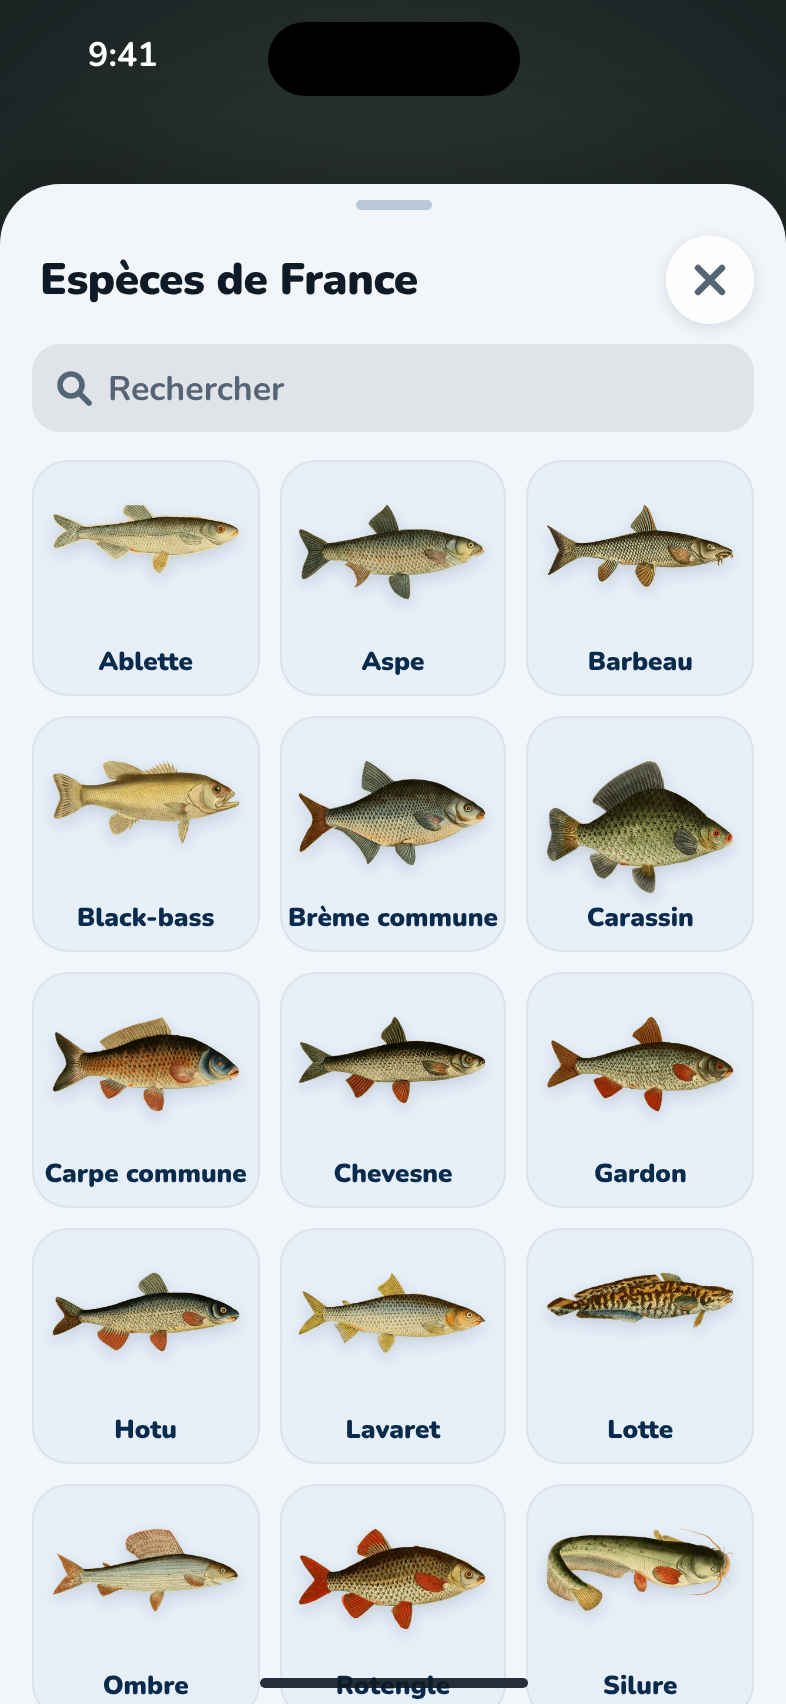 9:41
Espèces de France
Rechercher
Ablette
Aspe
Barbeau
Black-bass
Brème commune
Carassin
Carpe commune
Chevesne
Gardon
Hotu
Lavaret
Lotte
Ombre
Rotengle
Silure